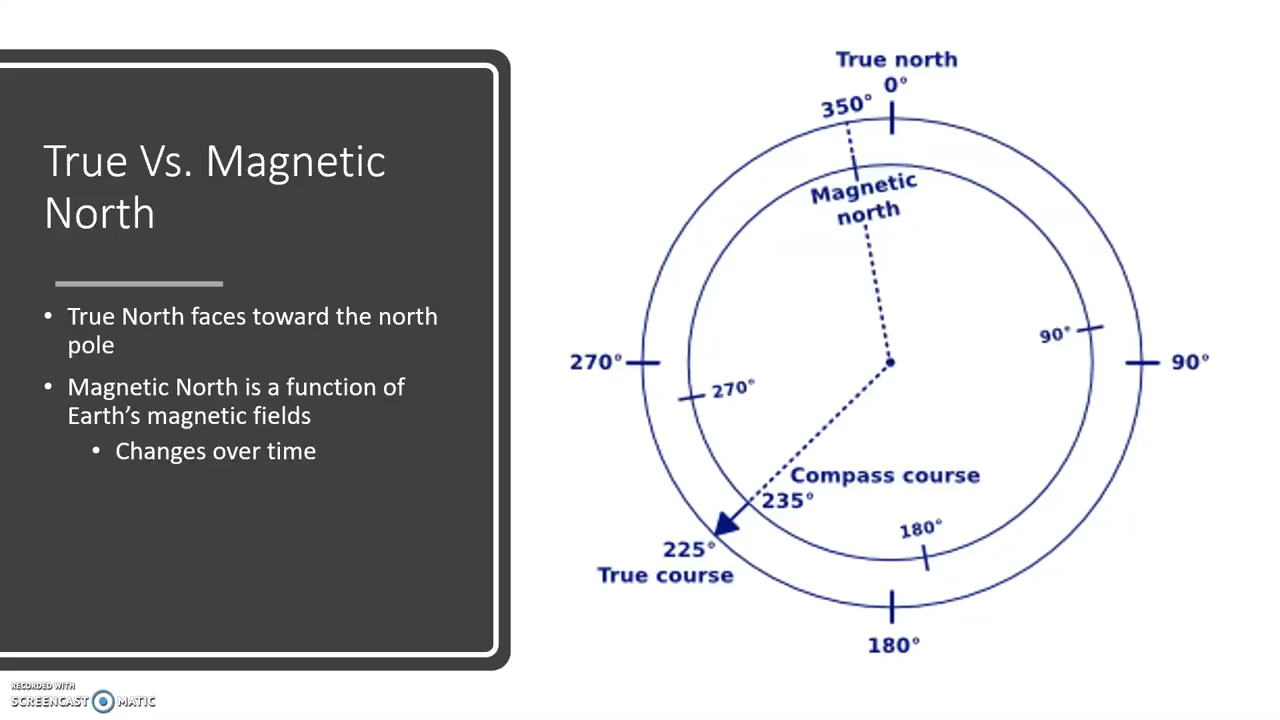 True Vs. Magnetic
North
• True North faces toward the north
pole
• Magnetic North is a function of
Earth’s magnetic fields
• Changes over time
True north
0°
350°
Magnetic
north
90°
90°
270°
270°
Compass course
235°
180°
225°
True course
180°
RECORDED WITH
SCREENCAST MATIC